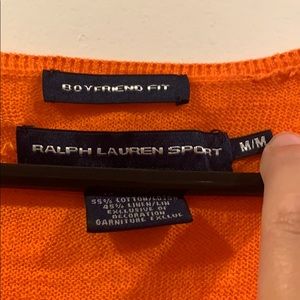 BOYFRIEND FIT
RALPH LAUREN SPORT
M/M
55% COTTON/COTON
45% LINEN/LIN
EXCLUSIVE OF
DECORATION
GARNITURE EXCLUE